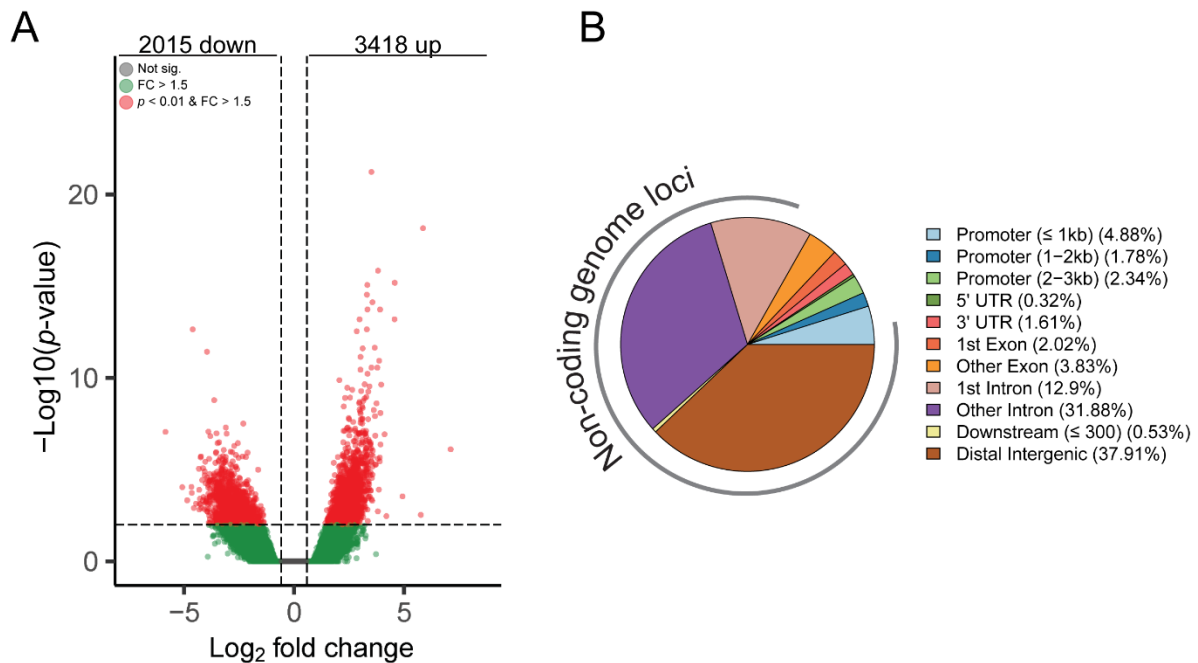 A
2015 down
3418 up
Not sig.
FC > 1.5
p < 0.01 & FC > 1.5
−Log10(p-value)
20
10
0
−5
0
5
Log2 fold change
B
Non-coding genome loci
Promoter (≤ 1kb) (4.88%)
Promoter (1−2kb) (1.78%)
Promoter (2−3kb) (2.34%)
5' UTR (0.32%)
3' UTR (1.61%)
1st Exon (2.02%)
Other Exon (3.83%)
1st Intron (12.9%)
Other Intron (31.88%)
Downstream (≤ 300) (0.53%)
Distal Intergenic (37.91%)